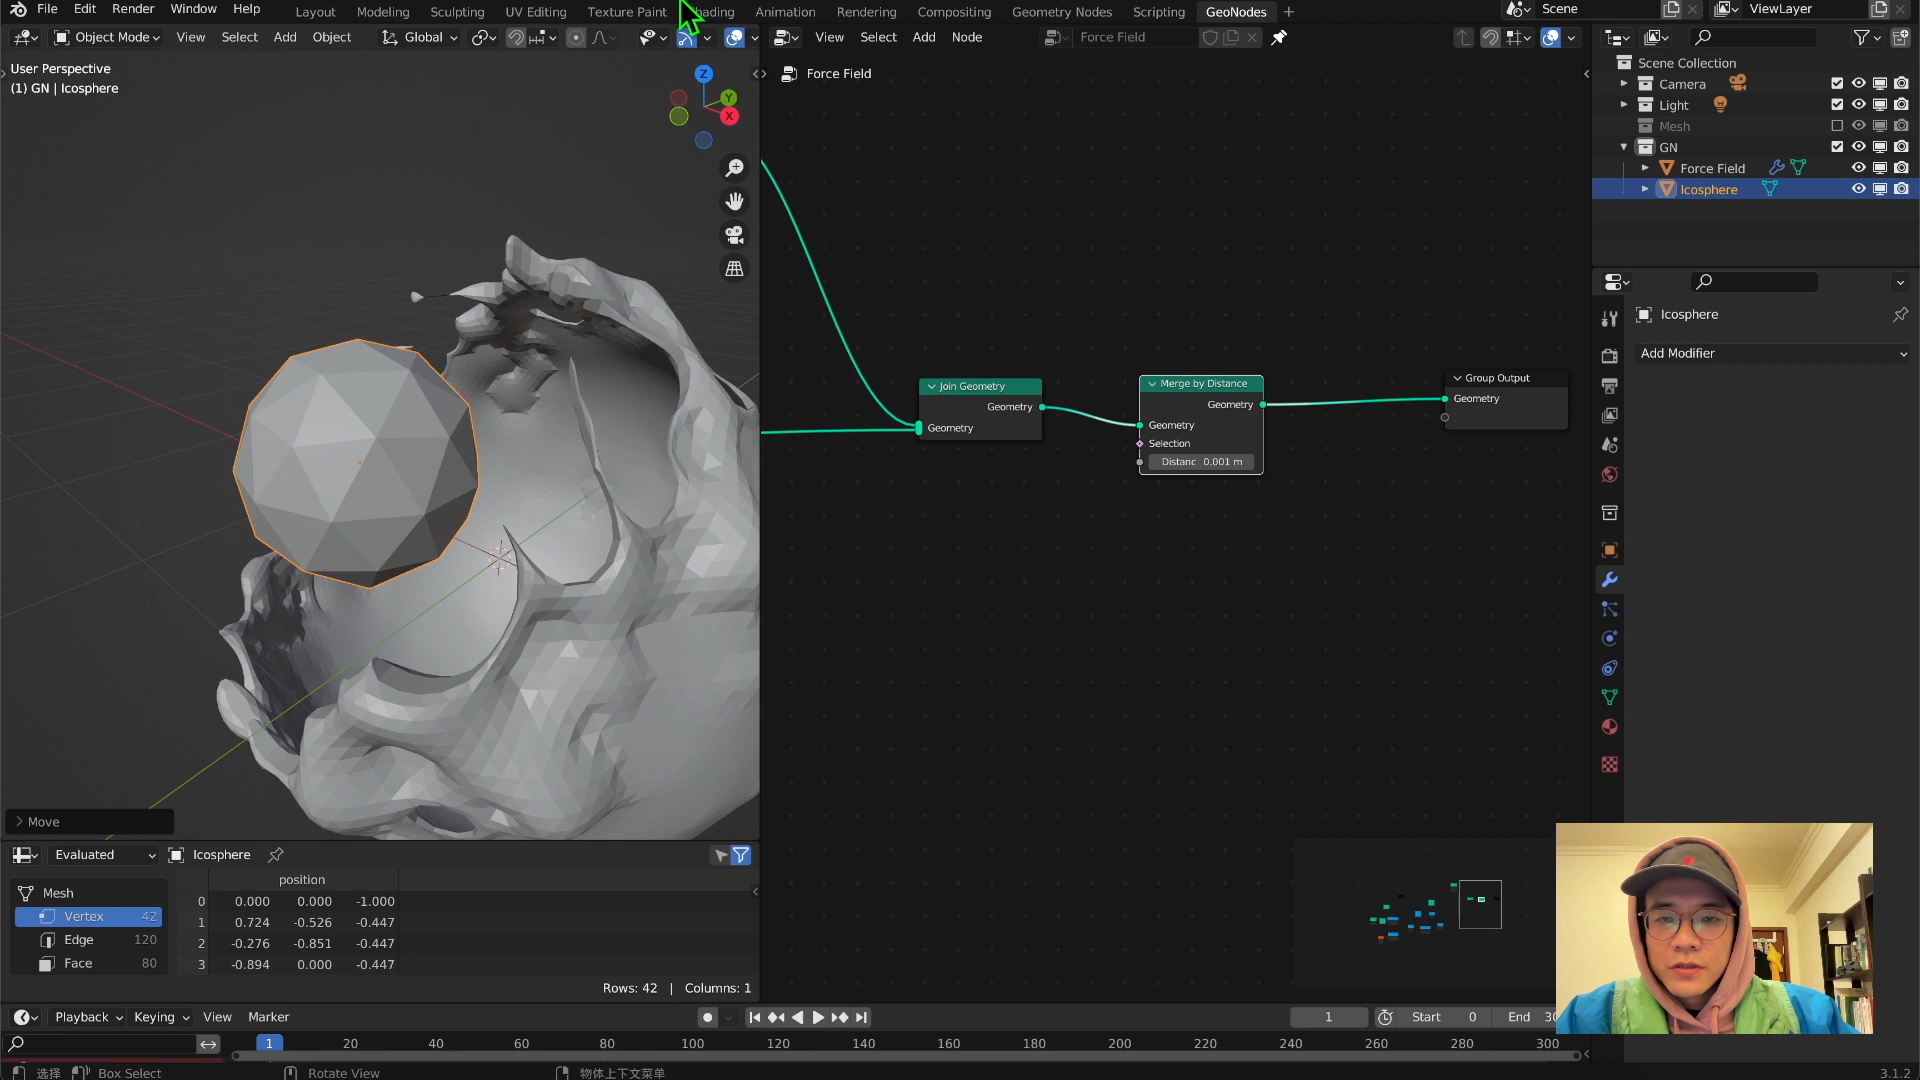 File Edit Render Window Help Layout Modeling Sculpting UV Editing Texture Paint Animation Rendering Compositing Geometry Nodes Scripting GeoNodes + Scene ViewLayer
Object Mode View Select Add Object Global View Select Add Node Force Field
User Perspective
(1) GN | Icosphere
Z
Y
X
Force Field
Scene Collection
Camera
Light
Mesh
GN
Force Field
Icosphere
Icosphere
Add Modifier
Join Geometry
Geometry
Geometry
Merge by Distance
Geometry
Geometry
Selection
Distanc 0.001 m
Group Output
Geometry
Move
Evaluated Icosphere
Mesh
Vertex 42
Edge 120
Face 80
position
0 0.000 0.000 -1.000
1 0.724 -0.526 -0.447
2 -0.276 -0.851 -0.447
3 -0.894 0.000 -0.447
Rows: 42 | Columns: 1
Playback Keying View Marker 1 Start 0 End 30
1 20 40 60 80 100 120 140 160 180 200 220 240 260 280 300
选择 Box Select Rotate View 物体上下文菜单 3.1.2